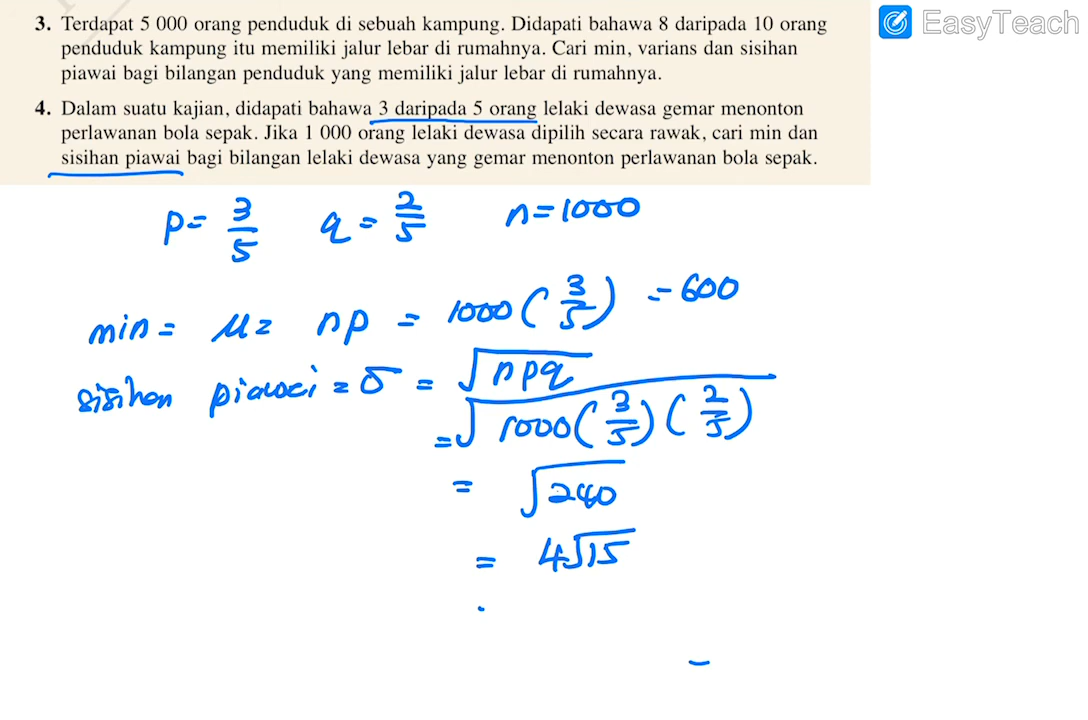 3. Terdapat 5 000 orang penduduk di sebuah kampung. Didapati bahawa 8 daripada 10 orang
penduduk kampung itu memiliki jalur lebar di rumahnya. Cari min, varians dan sisihan
piawai bagi bilangan penduduk yang memiliki jalur lebar di rumahnya.
4. Dalam suatu kajian, didapati bahawa 3 daripada 5 orang lelaki dewasa gemar menonton
perlawanan bola sepak. Jika 1 000 orang lelaki dewasa dipilih secara rawak, cari min dan
sisihan piawai bagi bilangan lelaki dewasa yang gemar menonton perlawanan bola sepak.
EasyTeach
p = 3/5 q = 2/5 n = 1000
min = μ = np = 1000(3/5) = 600
sisihan piawai = σ = √npq
= √1000(3/5)(2/5)
= √240
= 4√15